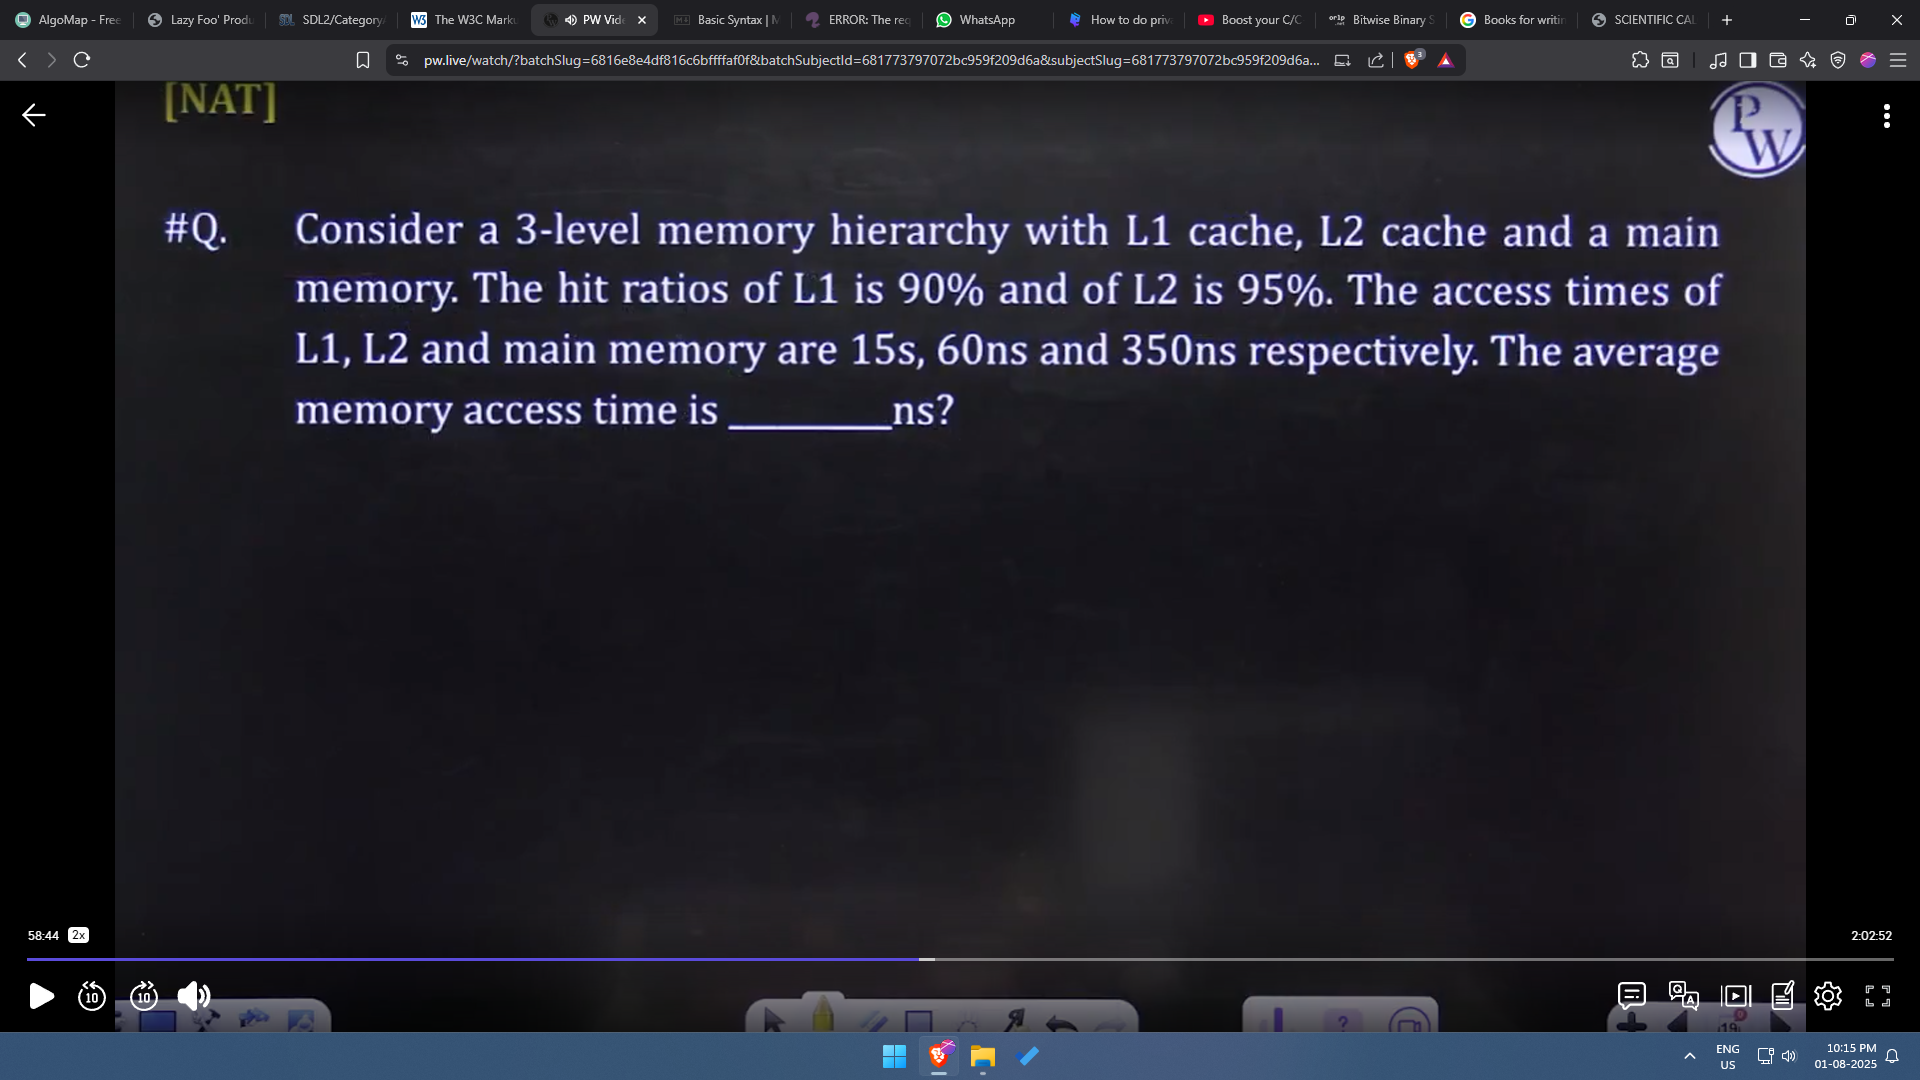 AlgoMap - Free
Lazy Foo' Produ
SDL2/Category
The W3C Marku
PW Vide
Basic Syntax | M
ERROR: The req
WhatsApp
How to do priv
Boost your C/C
Bitwise Binary S
Books for writin
SCIENTIFIC CAL
pw.live/watch/?batchSlug=6816e8e4df816c6bffffaf0f&batchSubjectId=681773797072bc959f209d6a&subjectSlug=681773797072bc959f209d6a...
3
[NAT]
PW
#Q. Consider a 3-level memory hierarchy with L1 cache, L2 cache and a main
memory. The hit ratios of L1 is 90% and of L2 is 95%. The access times of
L1, L2 and main memory are 15s, 60ns and 350ns respectively. The average
memory access time is ________ns?
58:44 2x
2:02:52
10 10
ENG
US
10:15 PM
01-08-2025